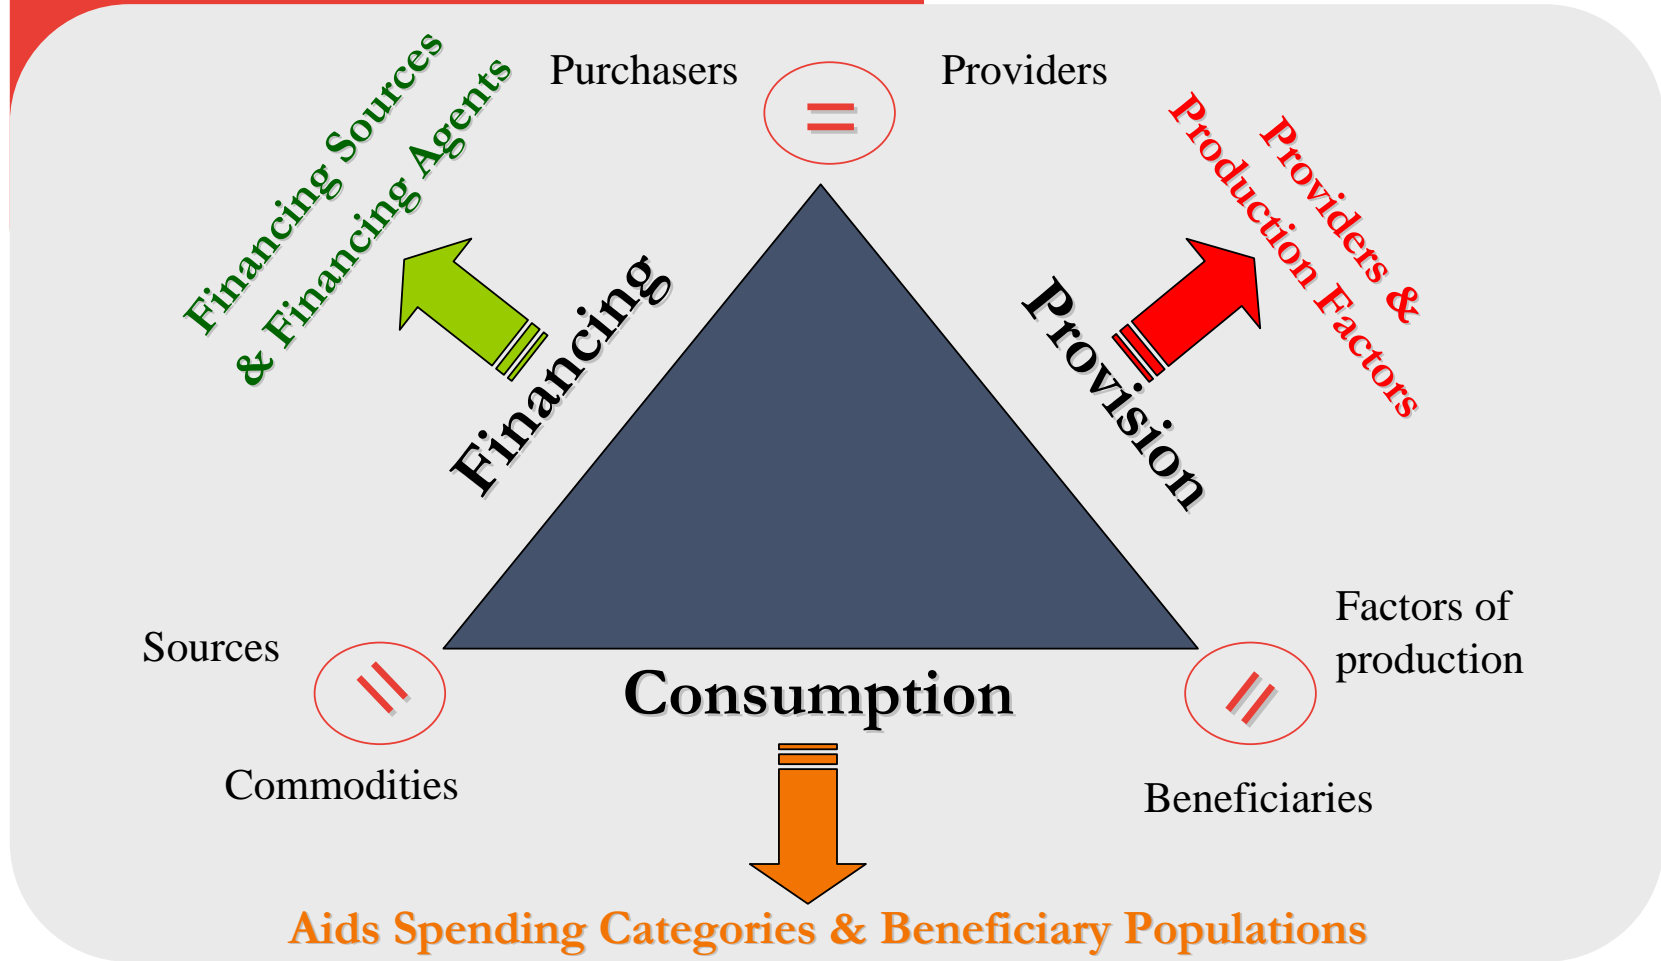 Purchasers
=
Providers
Financing Sources
& Financing Agents
Providers &
Production Factors
Financing
Provision
Sources
=
Commodities
Consumption
Factors of
production
=
Beneficiaries
Aids Spending Categories & Beneficiary Populations